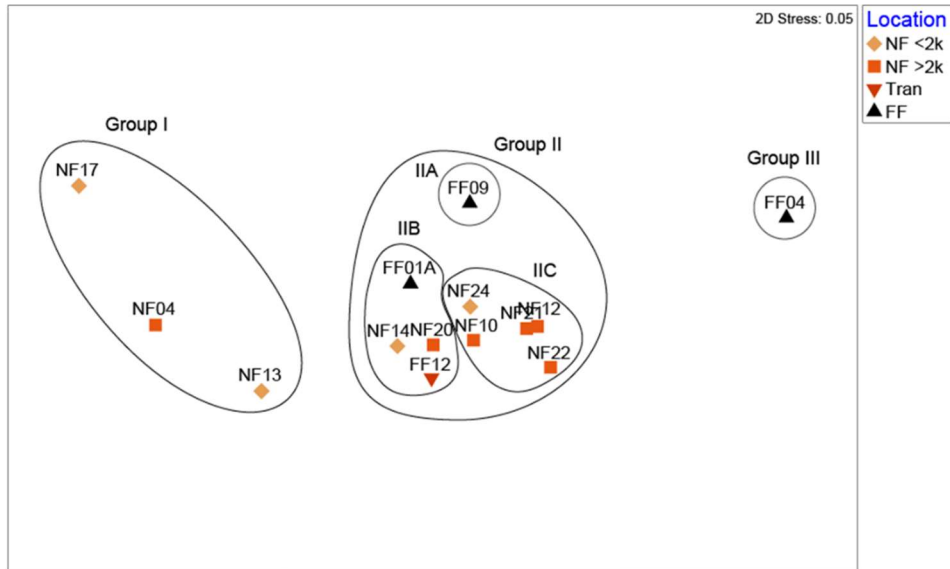 2D Stress: 0.05
Location
NF <2k
NF >2k
Tran
FF
Group I
Group II
Group III
NF17
IIA
FF09
FF04
IIB
FF01A
IIC
NF24
NF04
NF21
NF12
NF14
NF20
NF10
FF12
NF22
NF13